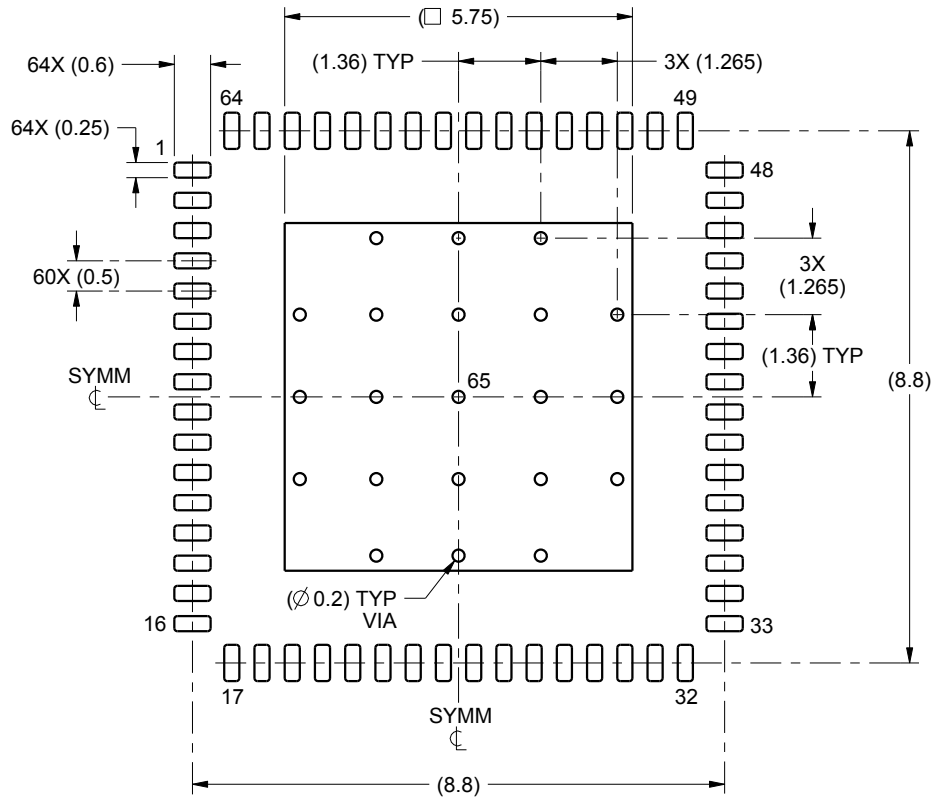 (□ 5.75)
(1.36) TYP
3X (1.265)
64X (0.6)
64
49
64X (0.25)
1
48
60X (0.5)
3X
(1.265)
(1.36) TYP
SYMM
℄
65
(8.8)
(⌀ 0.2) TYP
VIA
16
33
17
32
SYMM
℄
(8.8)